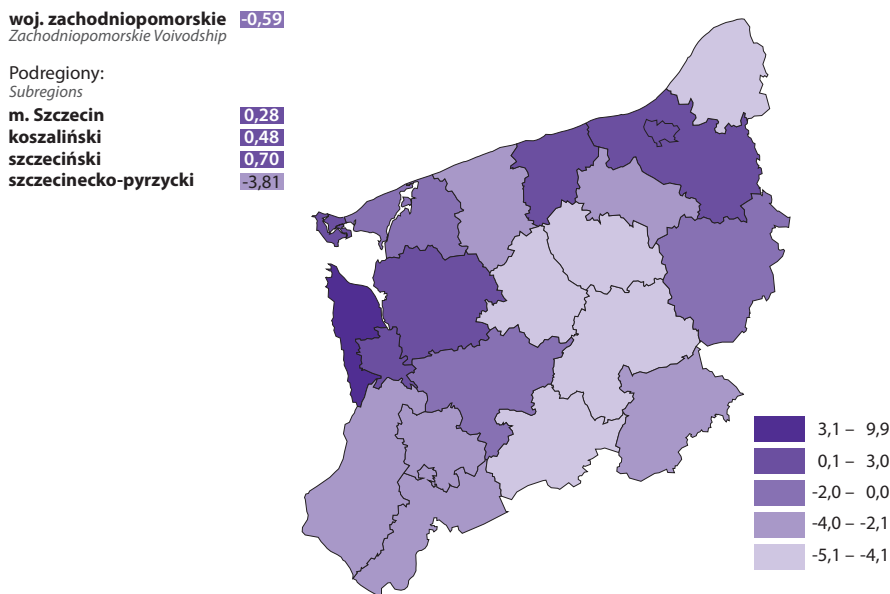 woj. zachodniopomorskie -0,59
Zachodniopomorskie Voivodship
Podregiony:
Subregions
m. Szczecin 0,28
koszaliński 0,48
szczeciński 0,70
szczecinecko-pyrzycki -3,81
3,1 – 9,9
0,1 – 3,0
-2,0 – 0,0
-4,0 – -2,1
-5,1 – -4,1